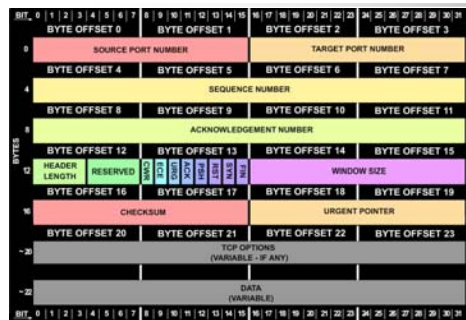 BIT 0 1 2 3 4 5 6 7 8 9 10 11 12 13 14 15 16 17 18 19 20 21 22 23 24 25 26 27 28 29 30 31
BYTE OFFSET 0 BYTE OFFSET 1 BYTE OFFSET 2 BYTE OFFSET 3
0 SOURCE PORT NUMBER TARGET PORT NUMBER
BYTE OFFSET 4 BYTE OFFSET 5 BYTE OFFSET 6 BYTE OFFSET 7
4 SEQUENCE NUMBER
BYTE OFFSET 8 BYTE OFFSET 9 BYTE OFFSET 10 BYTE OFFSET 11
8 ACKNOWLEDGEMENT NUMBER
BYTES
BYTE OFFSET 12 BYTE OFFSET 13 BYTE OFFSET 14 BYTE OFFSET 15
12 HEADER LENGTH RESERVED CWR ECE URG ACK PSH RST SYN FIN WINDOW SIZE
BYTE OFFSET 16 BYTE OFFSET 17 BYTE OFFSET 18 BYTE OFFSET 19
16 CHECKSUM URGENT POINTER
BYTE OFFSET 20 BYTE OFFSET 21 BYTE OFFSET 22 BYTE OFFSET 23
~20 TCP OPTIONS
(VARIABLE - IF ANY)
~22 DATA
(VARIABLE)
BIT 0 1 2 3 4 5 6 7 8 9 10 11 12 13 14 15 16 17 18 19 20 21 22 23 24 25 26 27 28 29 30 31